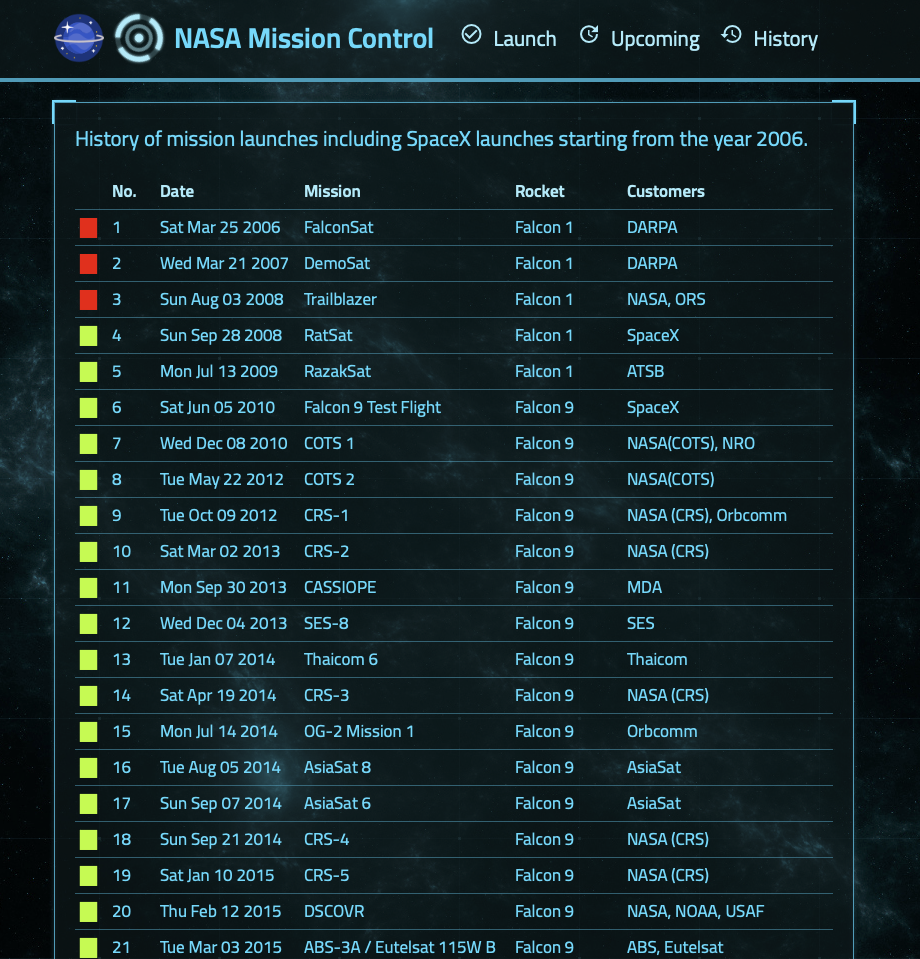 NASA Mission Control Launch Upcoming History
History of mission launches including SpaceX launches starting from the year 2006.
No. Date Mission Rocket Customers
1 Sat Mar 25 2006 FalconSat Falcon 1 DARPA
2 Wed Mar 21 2007 DemoSat Falcon 1 DARPA
3 Sun Aug 03 2008 Trailblazer Falcon 1 NASA, ORS
4 Sun Sep 28 2008 RatSat Falcon 1 SpaceX
5 Mon Jul 13 2009 RazakSat Falcon 1 ATSB
6 Sat Jun 05 2010 Falcon 9 Test Flight Falcon 9 SpaceX
7 Wed Dec 08 2010 COTS 1 Falcon 9 NASA(COTS), NRO
8 Tue May 22 2012 COTS 2 Falcon 9 NASA(COTS)
9 Tue Oct 09 2012 CRS-1 Falcon 9 NASA (CRS), Orbcomm
10 Sat Mar 02 2013 CRS-2 Falcon 9 NASA (CRS)
11 Mon Sep 30 2013 CASSIOPE Falcon 9 MDA
12 Wed Dec 04 2013 SES-8 Falcon 9 SES
13 Tue Jan 07 2014 Thaicom 6 Falcon 9 Thaicom
14 Sat Apr 19 2014 CRS-3 Falcon 9 NASA (CRS)
15 Mon Jul 14 2014 OG-2 Mission 1 Falcon 9 Orbcomm
16 Tue Aug 05 2014 AsiaSat 8 Falcon 9 AsiaSat
17 Sun Sep 07 2014 AsiaSat 6 Falcon 9 AsiaSat
18 Sun Sep 21 2014 CRS-4 Falcon 9 NASA (CRS)
19 Sat Jan 10 2015 CRS-5 Falcon 9 NASA (CRS)
20 Thu Feb 12 2015 DSCOVR Falcon 9 NASA, NOAA, USAF
21 Tue Mar 03 2015 ABS-3A / Eutelsat 115W B Falcon 9 ABS, Eutelsat